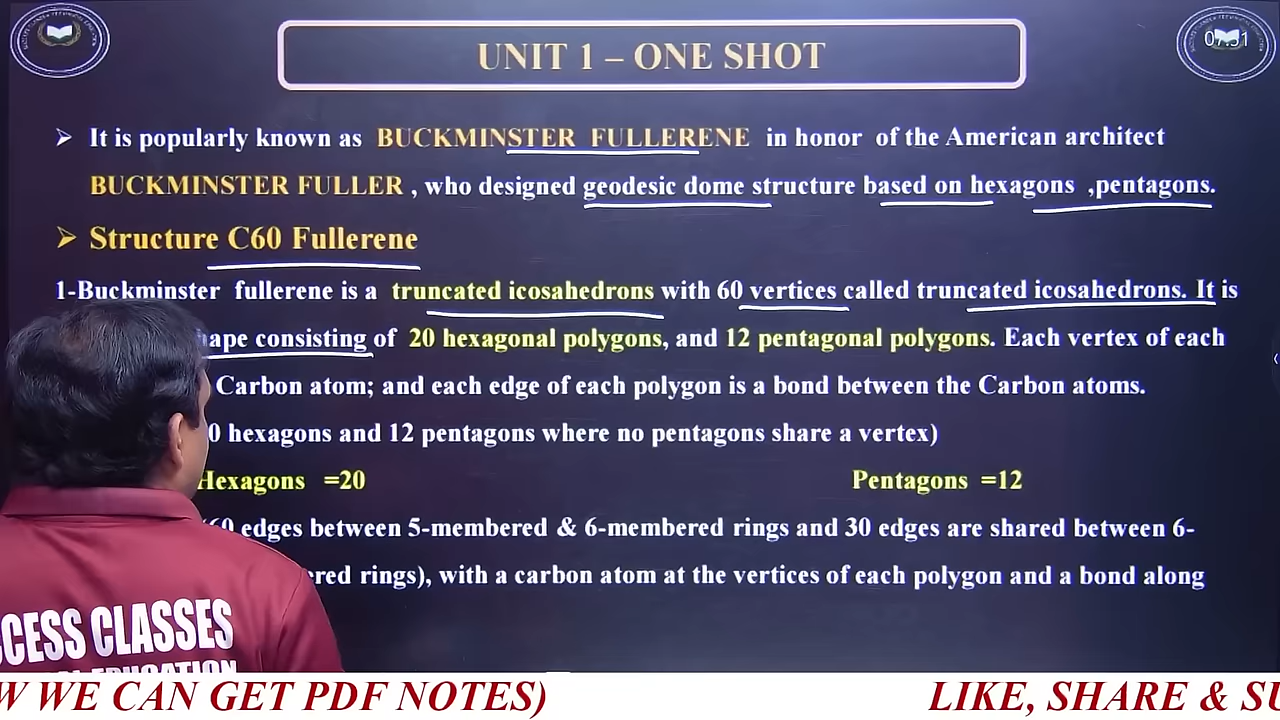 UNIT 1 – ONE SHOT
07:31
➢ It is popularly known as BUCKMINSTER FULLERENE in honor of the American architect
BUCKMINSTER FULLER , who designed geodesic dome structure based on hexagons ,pentagons.
➢ Structure C60 Fullerene
1-Buckminster fullerene is a truncated icosahedrons with 60 vertices called truncated icosahedrons. It is
consisting of 20 hexagonal polygons, and 12 pentagonal polygons. Each vertex of each
Carbon atom; and each edge of each polygon is a bond between the Carbon atoms.
hexagons and 12 pentagons where no pentagons share a vertex)
Hexagons =20 Pentagons =12
edges between 5-membered & 6-membered rings and 30 edges are shared between 6-
rings), with a carbon atom at the vertices of each polygon and a bond along
CLASSES
WE CAN GET PDF NOTES) LIKE, SHARE &